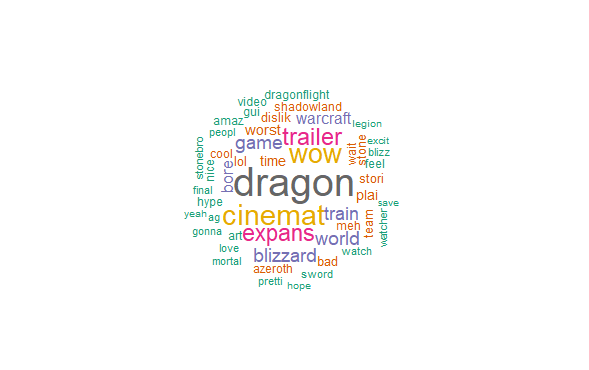 dragonflight
video
shadowland
gui
dislik
warcraft
legion
amaz
peopl
worst
game
trailer
excit
blizz
feel
wait
stone
stonebro
cool
lol
time
wow
nice
bore
dragon
stori
plai
final
hype
save
yeah
ag
cinemat
train
team
watcher
gonna
art
expans
meh
world
love
blizzard
bad
watch
mortal
azeroth
sword
pretti
hope